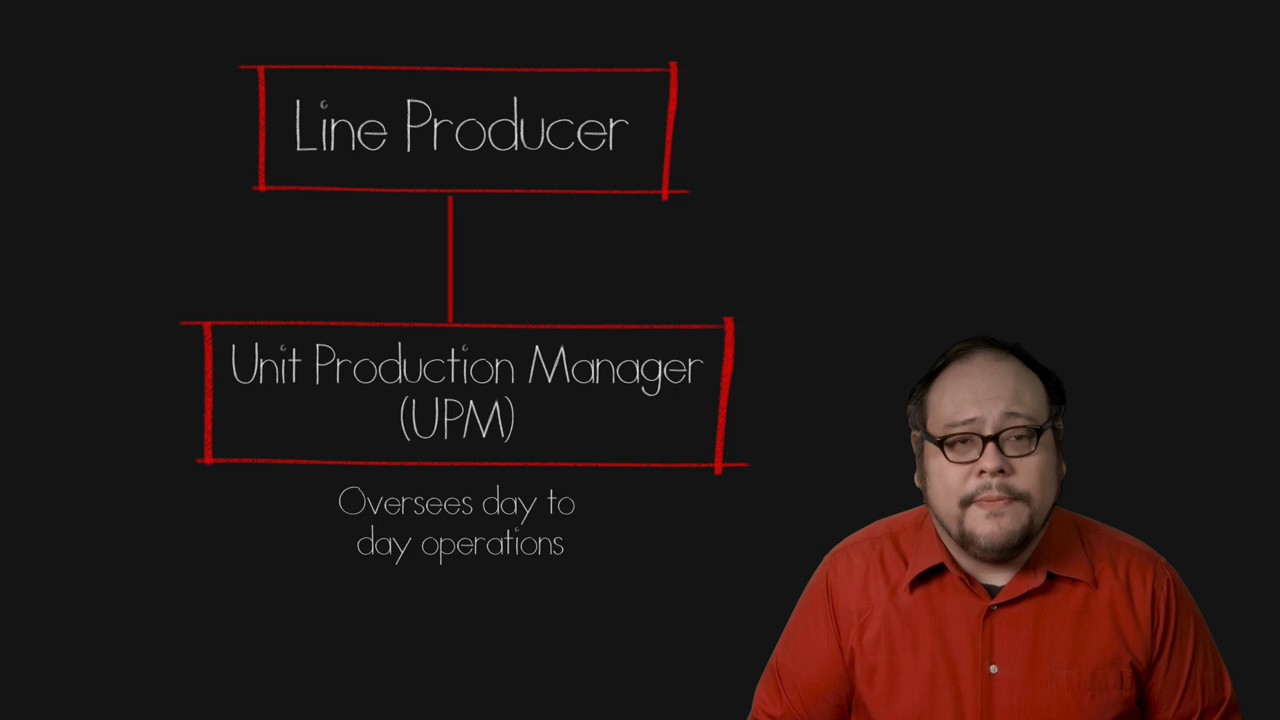 Line Producer
Unit Production Manager
(UPM)
Oversees day to
day operations